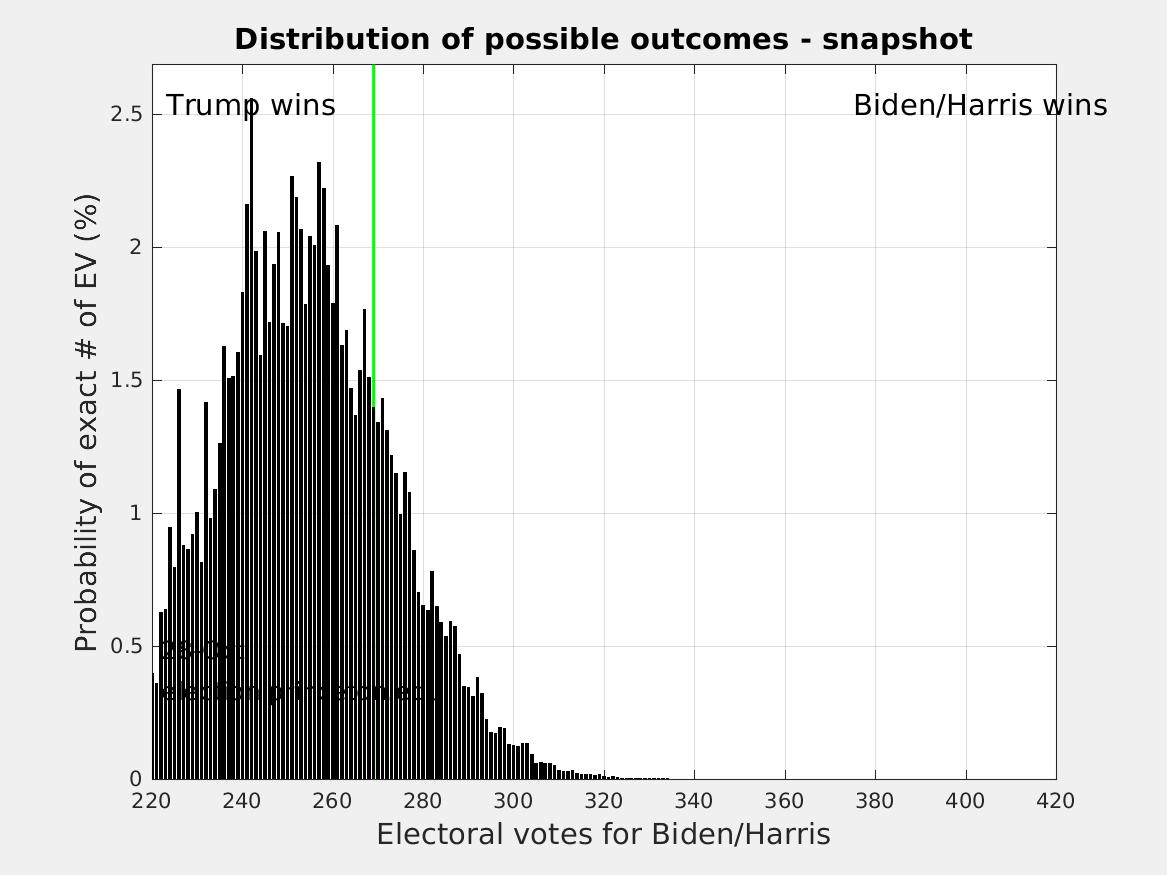 Distribution of possible outcomes - snapshot
Trump wins
Biden/Harris wins
2.5
2
1.5
1
0.5
0
Probability of exact # of EV (%)
220 240 260 280 300 320 340 360 380 400 420
Electoral votes for Biden/Harris